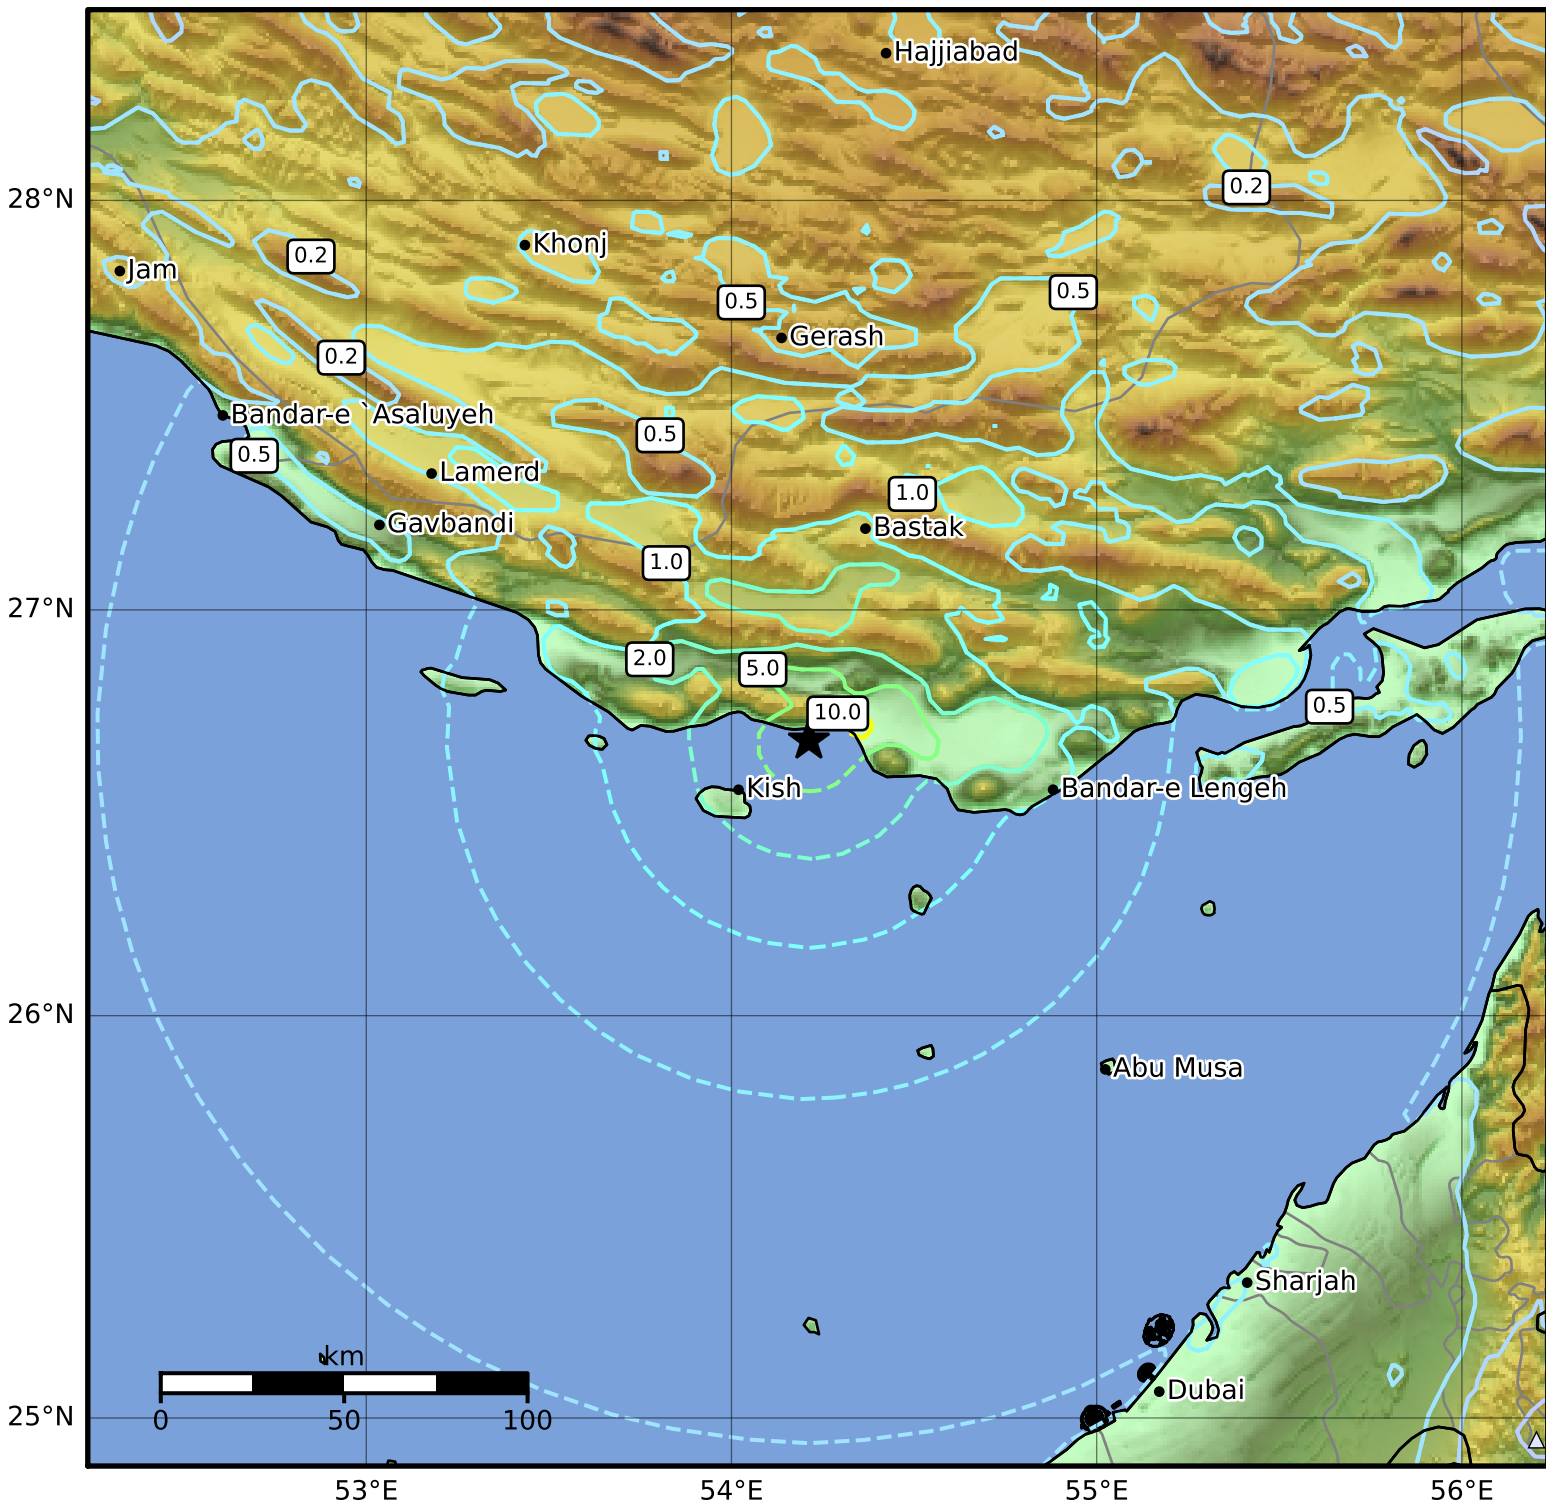 Hajjiabad
28°N
0.2
Khonj
0.2
Jam
0.5
0.5
Gerash
0.2
Bandar-e `Asaluyeh
0.5
0.5
Lamerd
1.0
Gavbandi
Bastak
1.0
27°N
2.0
5.0
0.5
10.0
Kish
Bandar-e Lengeh
26°N
Abu Musa
Sharjah
km
Dubai
0 50 100
25°N
53°E 54°E 55°E 56°E